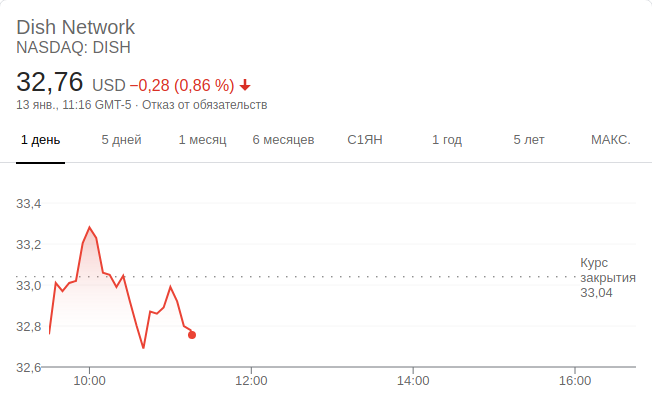 Dish Network
NASDAQ: DISH
32,76 USD −0,28 (0,86 %)
13 янв., 11:16 GMT-5 · Отказ от обязательств
1 день 5 дней 1 месяц 6 месяцев С1ЯН 1 год 5 лет МАКС.
33,4
33,2
33,0
32,8
32,6
Курс
закрытия
33,04
10:00 12:00 14:00 16:00